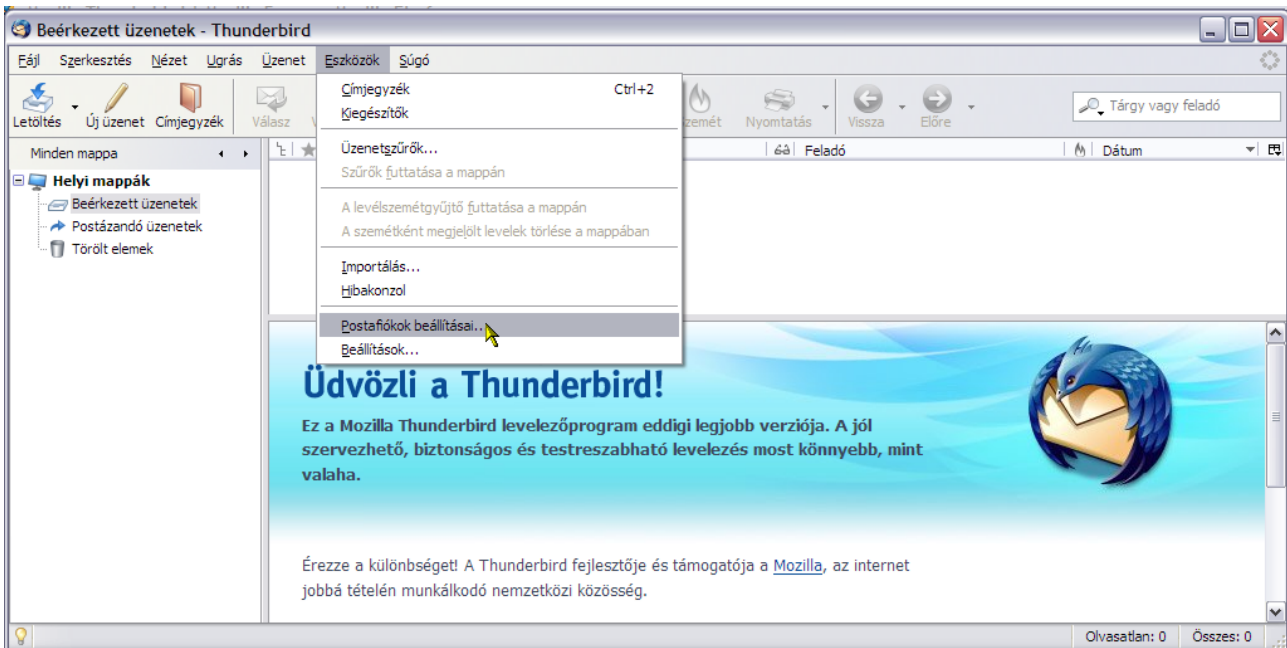 Beérkezett üzenetek - Thunderbird
Fájl Szerkesztés Nézet Ugrás Üzenet Eszközök Súgó
Letöltés Új üzenet Címjegyzék Válasz Nyomtatás Vissza Előre Tárgy vagy feladó
Címjegyzék Ctrl+2
Kiegészítők
Üzenetszűrők...
Szűrők futtatása a mappán
A levélszemétgyűjtő futtatása a mappán
A szemétként megjelölt levelek törlése a mappában
Importálás...
Hibakonzol
Postafiókok beállításai...
Beállítások...
Minden mappa
Feladó Dátum
Helyi mappák
Beérkezett üzenetek
Postázandó üzenetek
Törölt elemek
Üdvözli a Thunderbird!
Ez a Mozilla Thunderbird levelezőprogram eddigi legjobb verziója. A jól
szervezhető, biztonságos és testreszabható levelezés most könnyebb, mint
valaha.
Érezze a különbséget! A Thunderbird fejlesztője és támogatója a Mozilla, az internet
jobbá tételén munkálkodó nemzetközi közösség.
Olvasatlan: 0 Összes: 0